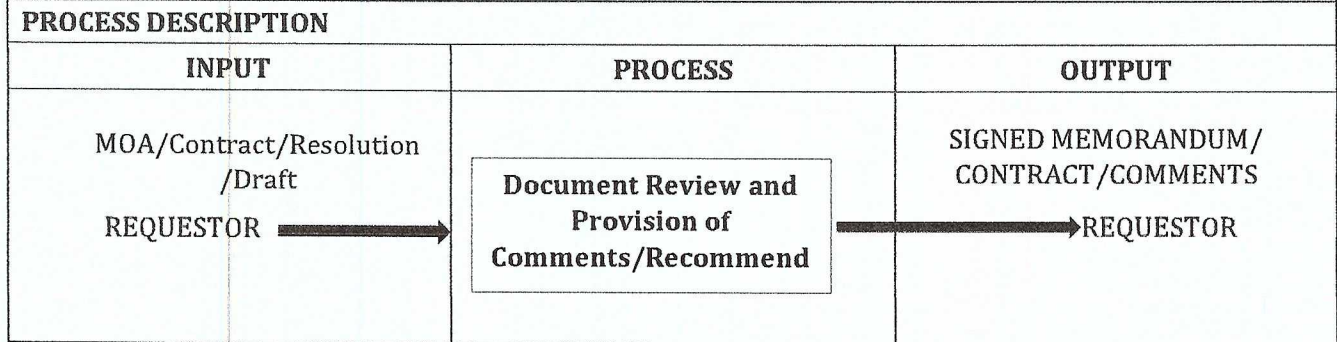 PROCESS DESCRIPTION
INPUT
PROCESS
OUTPUT
MOA/Contract/Resolution
/Draft
REQUESTOR
Document Review and
Provision of
Comments/Recommend
SIGNED MEMORANDUM/
CONTRACT/COMMENTS
REQUESTOR